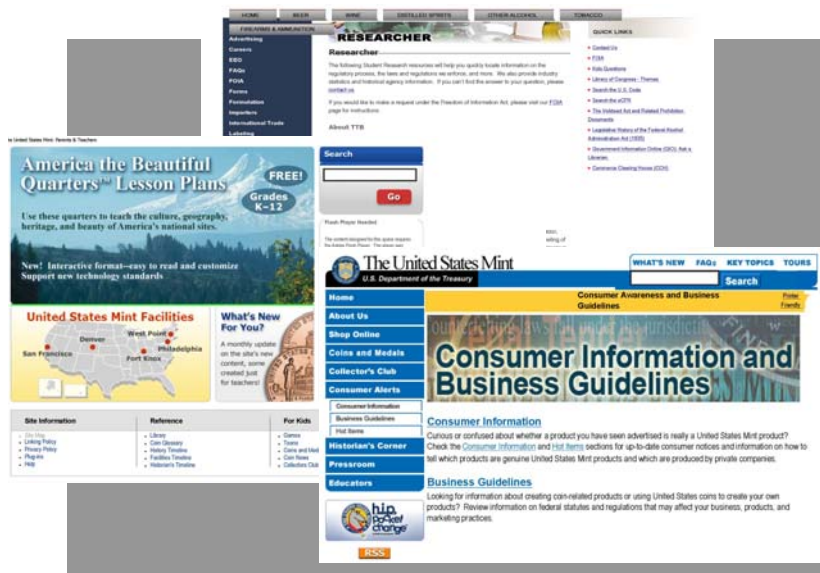 HOME BEER WINE DISTILLED SPIRITS OTHER ALCOHOL TOBACCO
FIREARMS & AMMUNITION
Advertising
Careers
EEO
FAQs
FOIA
Forms
Formulation
Importers
International Trade
Labeling
RESEARCHER
Researcher
The following Student Research resources will help you quickly locate information on the
regulatory process, the laws and regulations we enforce, and more. We also provide industry
statistics and historical agency information. If you can't find the answer to your question, please
contact us.
If you would like to make a request under the Freedom of Information Act, please visit our FOIA
page for instructions.
About TTB
QUICK LINKS
Contact Us
FOIA
Kids Questions
Library of Congress - Themes
Search the U.S. Code
Search the eCFR
The Volstead Act and Related Prohibition
Documents
Legislative History of the Federal Alcohol
Administration Act (1935)
Government Information Online (GIO), Ask a
Librarian.
Commerce Clearing House (CCH)
The United States Mint: Parents & Teachers
America the Beautiful
Quarters™ Lesson Plans
FREE!
Grades
K–12
Use these quarters to teach the culture, geography,
heritage, and beauty of America's national sites.
New! Interactive format--easy to read and customize
Support new technology standards
Search
Go
Flash Player Needed
The content designed for this space requires
United States Mint Facilities
San Francisco
Denver
West Point
Philadelphia
Fort Knox
What's New
For You?
A monthly update
on the site's new
content, some
created just
for teachers!
Site Information
Site Map
Linking Policy
Privacy Policy
Plug-ins
Help
Reference
Library
Coin Glossary
History Timeline
Facilities Timeline
Historian's Timeline
For Kids
Games
Tours
Coins and Med
Coin News
Collectors Club
The United States Mint
U.S. Department of the Treasury
WHAT'S NEW FAQs KEY TOPICS TOURS
Search
Home
About Us
Shop Online
Coins and Medals
Collector's Club
Consumer Alerts
Consumer Information
Business Guidelines
Hot Items
Historian's Corner
Pressroom
Educators
h.i.p.
pocket
change
RSS
Consumer Awareness and Business
Guidelines
Printer
Friendly
Consumer Information and
Business Guidelines
Consumer Information
Curious or confused about whether a product you have seen advertised is really a United States Mint product?
Check the Consumer Information and Hot Items sections for up-to-date consumer notices and information on how to
tell which products are genuine United States Mint products and which are produced by private companies.
Business Guidelines
Looking for information about creating coin-related products or using United States coins to create your own
products? Review information on federal statutes and regulations that may affect your business, products, and
marketing practices.